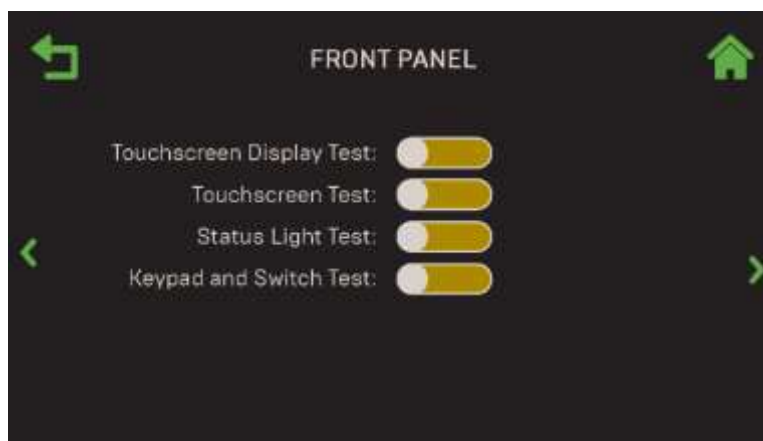 FRONT PANEL
Touchscreen Display Test:
Touchscreen Test:
Status Light Test:
Keypad and Switch Test: